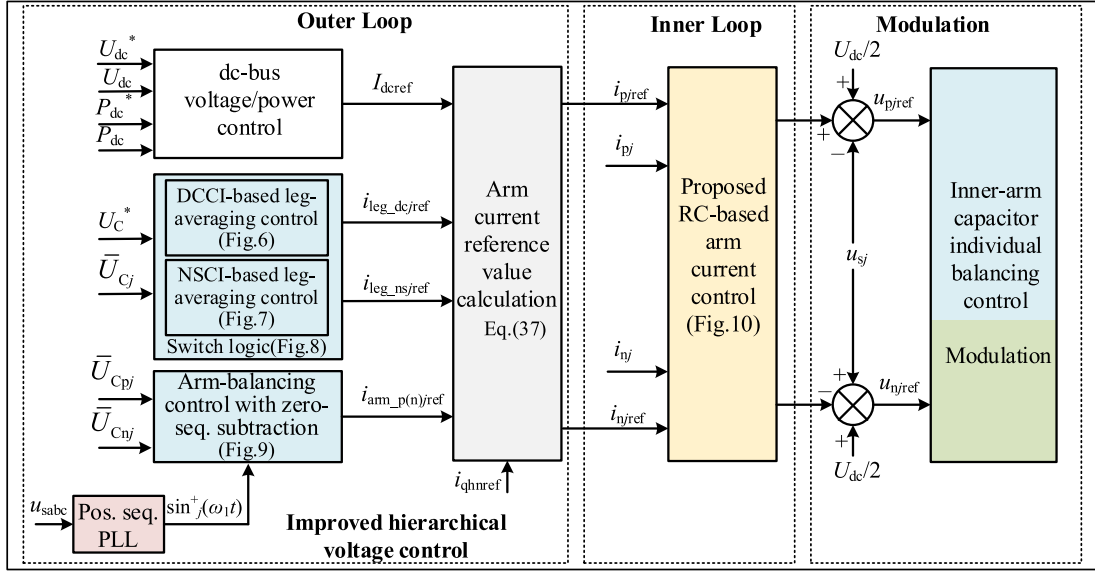 Outer Loop
Inner Loop
Modulation
U_dc^*
U_dc
P_dc^*
P_dc
dc-bus
voltage/power
control
I_dcref
U_C^*
Ū_Cj
DCCI-based leg-
averaging control
(Fig.6)
NSCI-based leg-
averaging control
(Fig.7)
Switch logic(Fig.8)
i_leg_dcjref
i_leg_nsjref
Ū_Cpj
Ū_Cnj
Arm-balancing
control with zero-
seq. subtraction
(Fig.9)
i_arm_p(n)jref
u_sabc
Pos. seq.
PLL
sin^+_j(ω_1t)
Arm
current
reference
value
calculation
Eq.(37)
i_qhnref
Improved hierarchical
voltage control
i_pjref
i_pj
i_nj
i_njref
Proposed
RC-based
arm
current
control
(Fig.10)
U_dc/2
+
+
−
u_pjref
u_sj
+
−
+
u_njref
U_dc/2
Inner-arm
capacitor
individual
balancing
control
Modulation